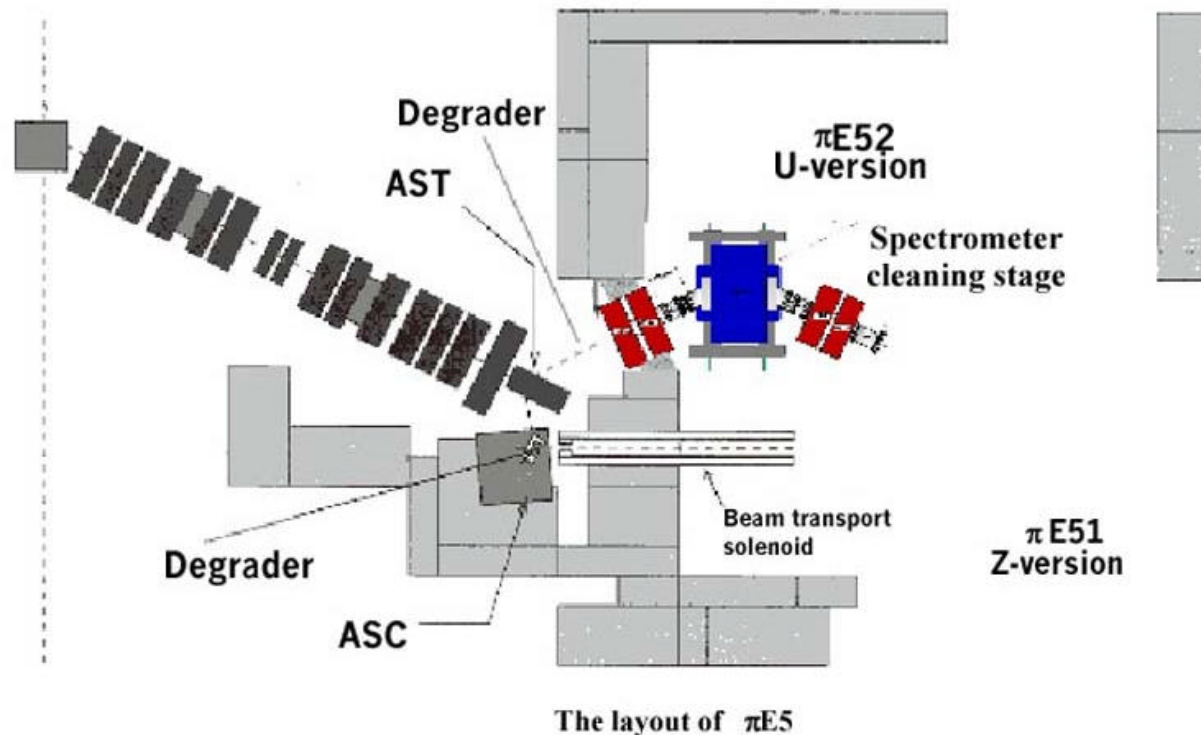 Degrader
πE52
U-version
AST
Spectrometer
cleaning stage
Beam transport
solenoid
πE51
Z-version
Degrader
ASC
The layout of πE5